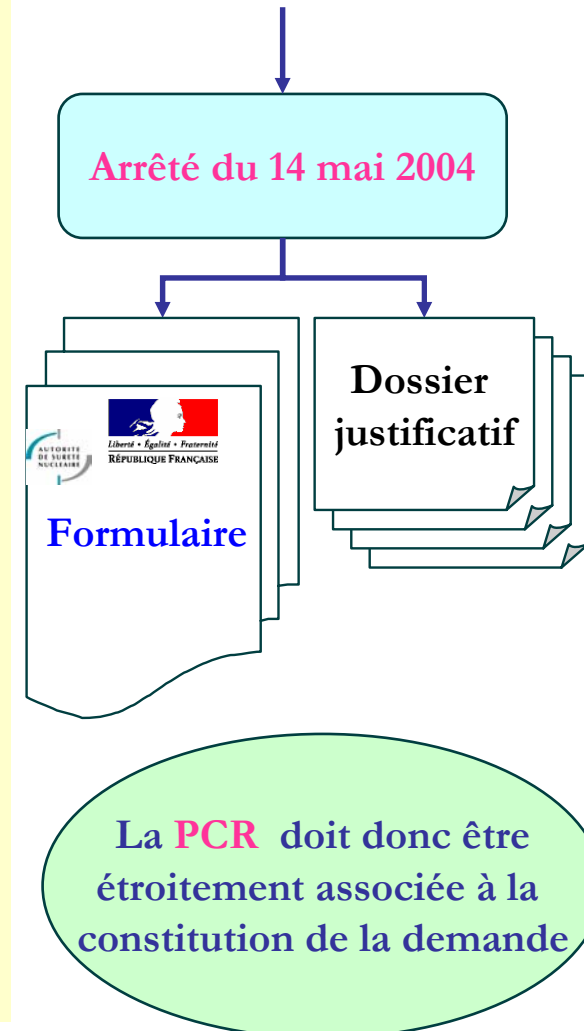 Arrêté du 14 mai 2004
AUTORITE
DE SURETÉ
NUCLEAIRE
Liberté • Égalité • Fraternité
RÉPUBLIQUE FRANÇAISE
Formulaire
Dossier
justificatif
La PCR doit donc être
étroitement associée à la
constitution de la demande